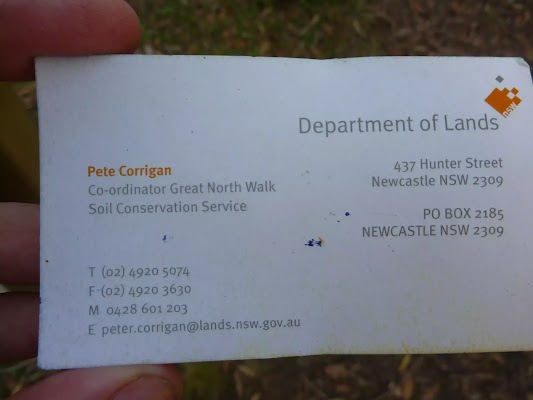 nsw
Department of Lands
Pete Corrigan
Co-ordinator Great North Walk
Soil Conservation Service
437 Hunter Street
Newcastle NSW 2309
PO BOX 2185
NEWCASTLE NSW 2309
T (02) 4920 5074
F (02) 4920 3630
M 0428 601 203
E peter.corrigan@lands.nsw.gov.au